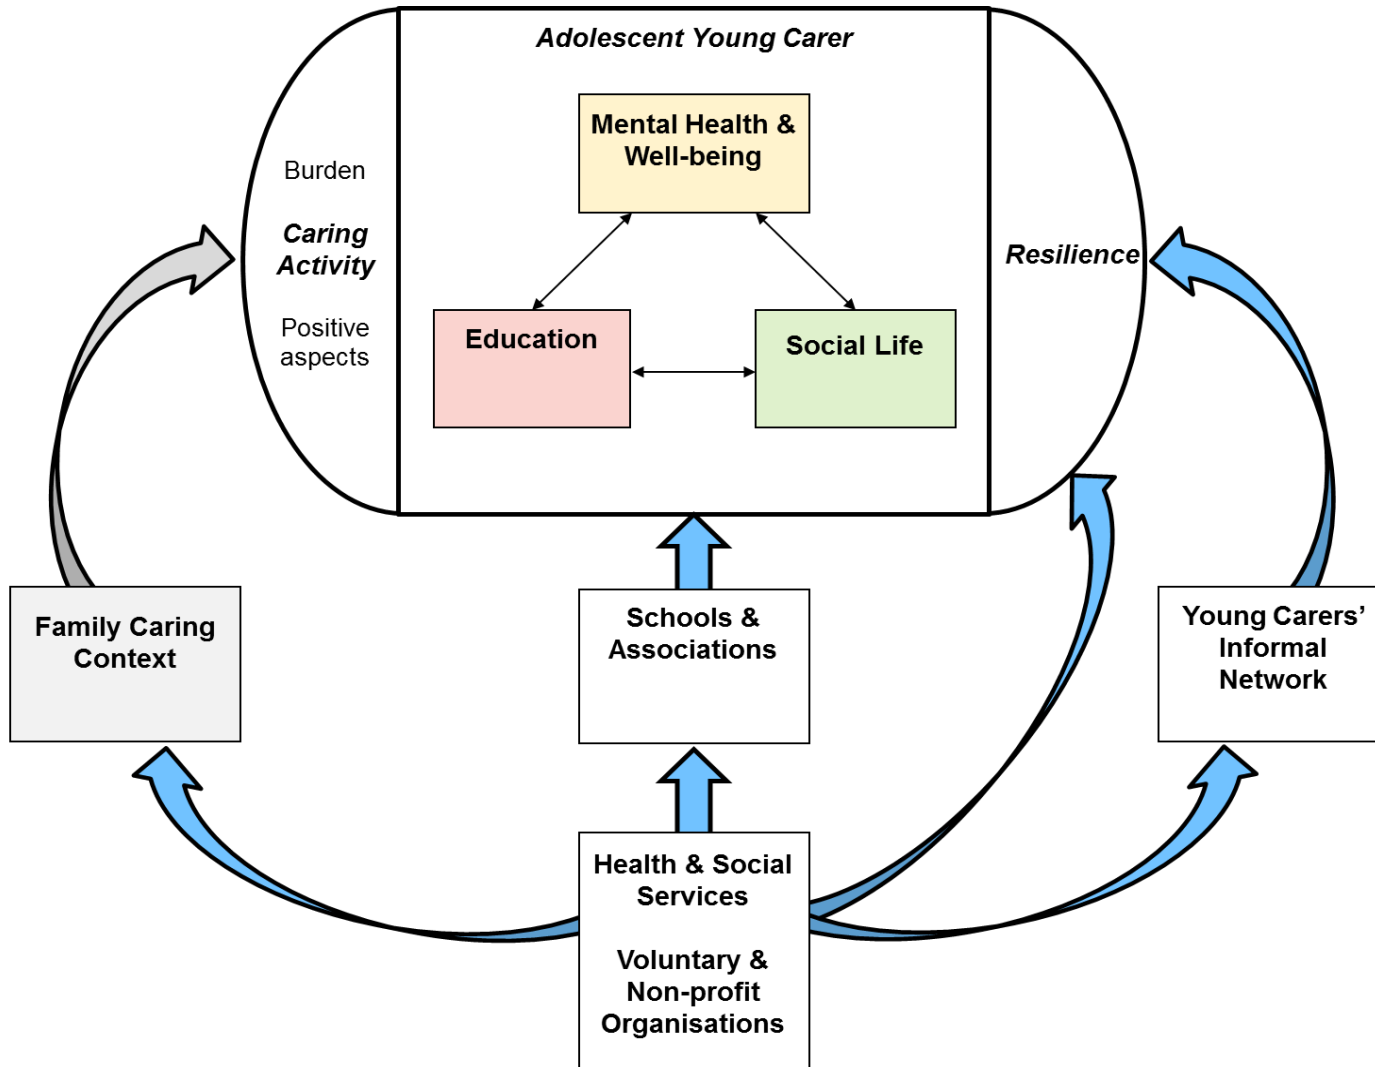 Adolescent Young Carer
Mental Health &
Well-being
Burden
Caring
Activity
Positive
aspects
Education
Social Life
Resilience
Family Caring
Context
Schools &
Associations
Young Carers’
Informal
Network
Health & Social
Services
Voluntary &
Non-profit
Organisations